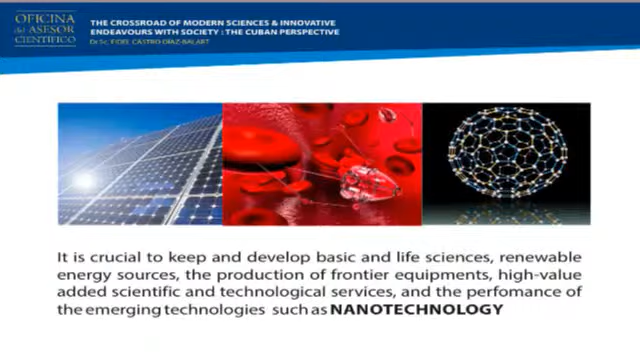 OFICINA
del ASESOR
CIENTÍFICO
THE CROSSROAD OF MODERN SCIENCES & INNOVATIVE
ENDEAVOURS WITH SOCIETY : THE CUBAN PERSPECTIVE
Dr.Sc. FIDEL CASTRO DÍAZ-BALART
It is crucial to keep and develop basic and life sciences, renewable
energy sources, the production of frontier equipments, high-value
added scientific and technological services, and the perfomance of
the emerging technologies such as NANOTECHNOLOGY